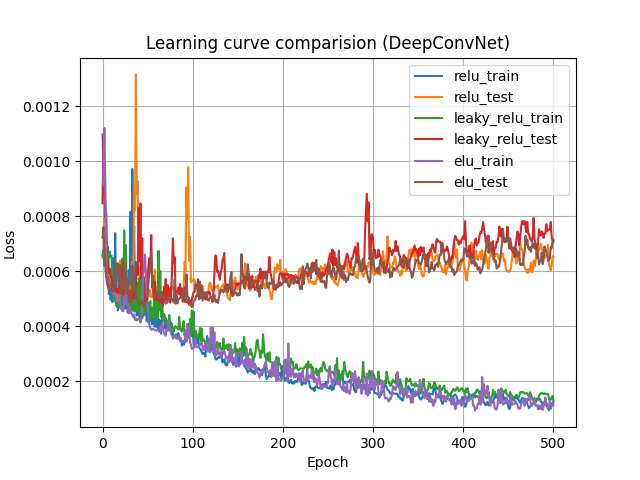 Learning curve comparision (DeepConvNet)
relu_train
relu_test
leaky_relu_train
leaky_relu_test
elu_train
elu_test
0.0012
0.0010
0.0008
0.0006
0.0004
0.0002
Loss
0 100 200 300 400 500
Epoch